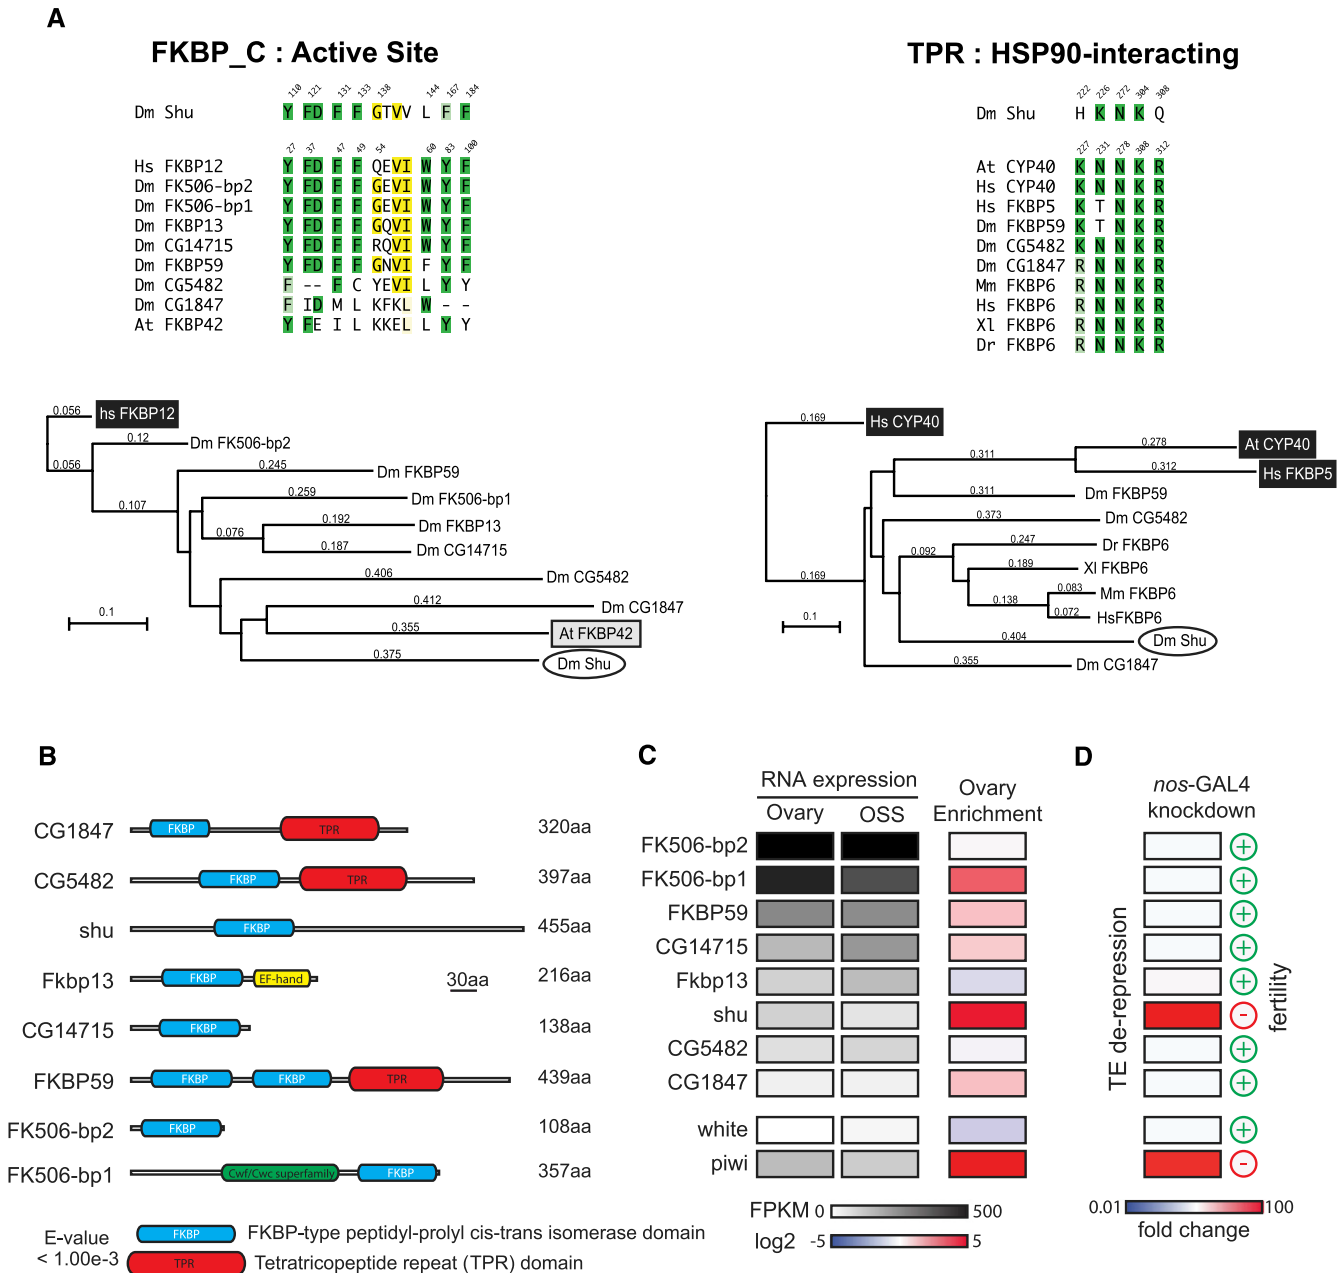 A
FKBP_C : Active Site
110 121 131 133 138 144 167 184
Dm Shu Y FD F F GTVV L F F
27 37 47 49 54 60 83 100
Hs FKBP12 Y FD F F QEVI W Y F
Dm FK506-bp2 Y FD F F GEVI W Y F
Dm FK506-bp1 Y FD F F GEVI W Y F
Dm FKBP13 Y FD F F GQVI W Y F
Dm CG14715 Y FD F F RQVI W Y F
Dm FKBP59 Y FD F F GNVI F Y F
Dm CG5482 F -- F C YEVI L Y Y
Dm CG1847 F ID M L KFKL W - -
At FKBP42 Y FE I L KKEL L Y Y
TPR : HSP90-interacting
222 226 272 304 308
Dm Shu H K N K Q
227 231 278 308 312
At CYP40 K N N K R
Hs CYP40 K N N K R
Hs FKBP5 K T N K R
Dm FKBP59 K T N K R
Dm CG5482 K N N K R
Dm CG1847 R N N K R
Mm FKBP6 R N N K R
Hs FKBP6 R N N K R
Xl FKBP6 R N N K R
Dr FKBP6 R N N K R
0.056 hs FKBP12
0.12 Dm FK506-bp2
0.056
0.245 Dm FKBP59
0.259 Dm FK506-bp1
0.107
0.192 Dm FKBP13
0.076
0.187 Dm CG14715
0.406 Dm CG5482
0.412 Dm CG1847
0.1
0.355 At FKBP42
0.375 Dm Shu
0.169 Hs CYP40
0.278 At CYP40
0.311
0.312 Hs FKBP5
0.311 Dm FKBP59
0.373 Dm CG5482
0.247 Dr FKBP6
0.092
0.189 Xl FKBP6
0.169
0.083 Mm FKBP6
0.138
0.072 HsFKBP6
0.1
0.404 Dm Shu
0.355 Dm CG1847
B
CG1847 FKBP TPR 320aa
CG5482 FKBP TPR 397aa
shu FKBP 455aa
Fkbp13 FKBP EF-hand 30aa 216aa
CG14715 FKBP 138aa
FKBP59 FKBP FKBP TPR 439aa
FK506-bp2 FKBP 108aa
FK506-bp1 Cwf/Cwc superfamily FKBP 357aa
E-value
< 1.00e-3
FKBP FKBP-type peptidyl-prolyl cis-trans isomerase domain
TPR Tetratricopeptide repeat (TPR) domain
C
RNA expression
Ovary OSS
Ovary
Enrichment
FK506-bp2
FK506-bp1
FKBP59
CG14715
Fkbp13
shu
CG5482
CG1847
white
piwi
FPKM 0 500
log2 -5 5
D
nos-GAL4
knockdown
+
+
+
+
+
-
+
+
+
-
TE de-repression
fertility
0.01 100
fold change